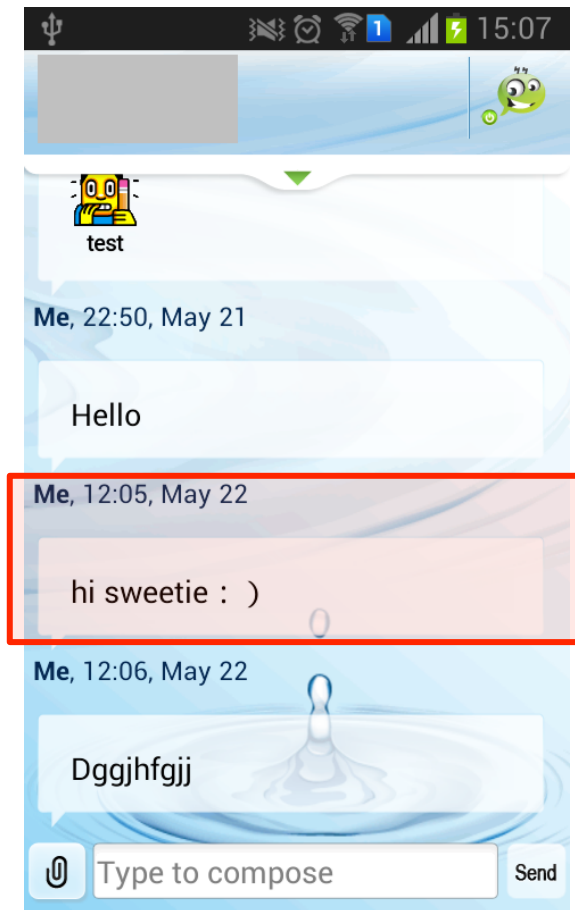 15:07
test
Me, 22:50, May 21
Hello
Me, 12:05, May 22
hi sweetie : )
Me, 12:06, May 22
Dggjhfgjj
Type to compose
Send